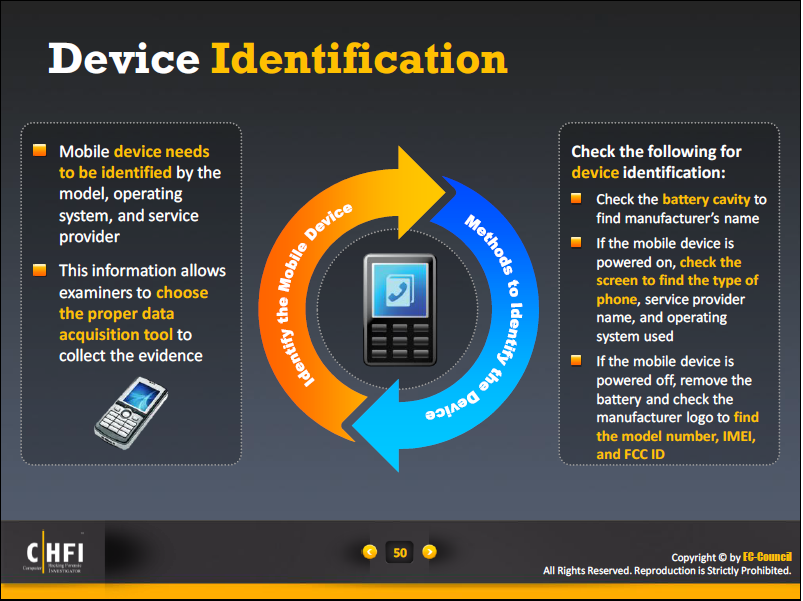 Device Identification
Mobile device needs
to be identified by the
model, operating
system, and service
provider
This information allows
examiners to choose
the proper data
acquisition tool to
collect the evidence
Identify the Mobile Device
Methods to Identify the Device
Check the following for
device identification:
Check the battery cavity to
find manufacturer's name
If the mobile device is
powered on, check the
screen to find the type of
phone, service provider
name, and operating
system used
If the mobile device is
powered off, remove the
battery and check the
manufacturer logo to find
the model number, IMEI,
and FCC ID
CHFI
Computer Hacking Forensic
INVESTIGATOR
50
Copyright © by EC-Council
All Rights Reserved. Reproduction is Strictly Prohibited.